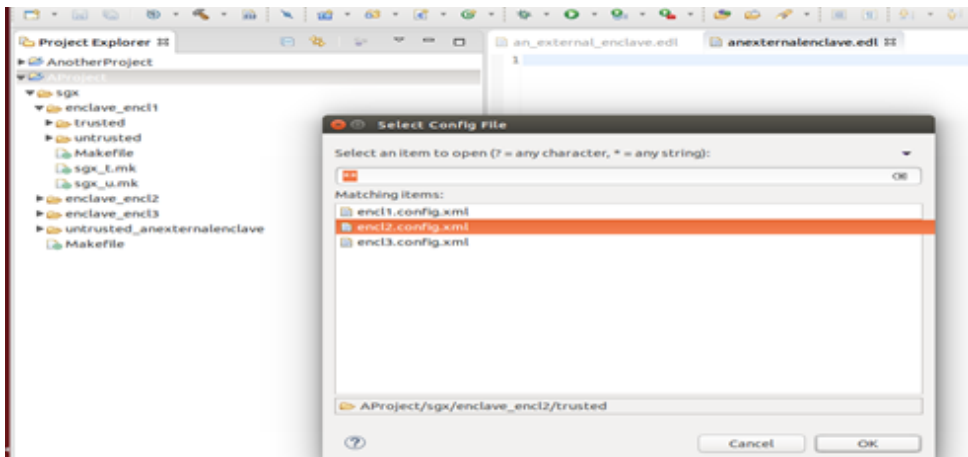 Project Explorer
an_external_enclave.edl
anexternalenclave.edl
1
AnotherProject
AProject
sgx
enclave_encl1
trusted
untrusted
Makefile
sgx_t.mk
sgx_u.mk
enclave_encl2
enclave_encl3
untrusted_anexternalenclave
Makefile
Select Config File
Select an item to open (? = any character, * = any string):
**
Matching items:
encl1.config.xml
encl2.config.xml
encl3.config.xml
AProject/sgx/enclave_encl2/trusted
?
Cancel
OK